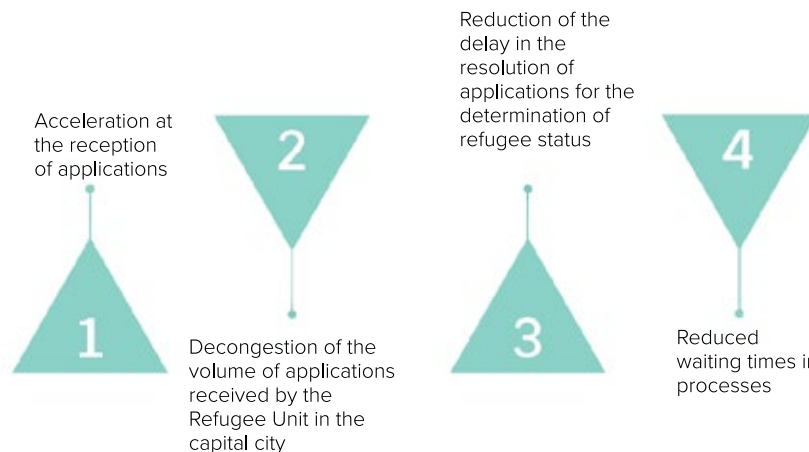 Acceleration at
the reception
of applications
1
2
Decongestion of the
volume of applications
received by the
Refugee Unit in the
capital city
Reduction of the
delay in the
resolution of
applications for the
determination of
refugee status
3
4
Reduced
waiting times
processes